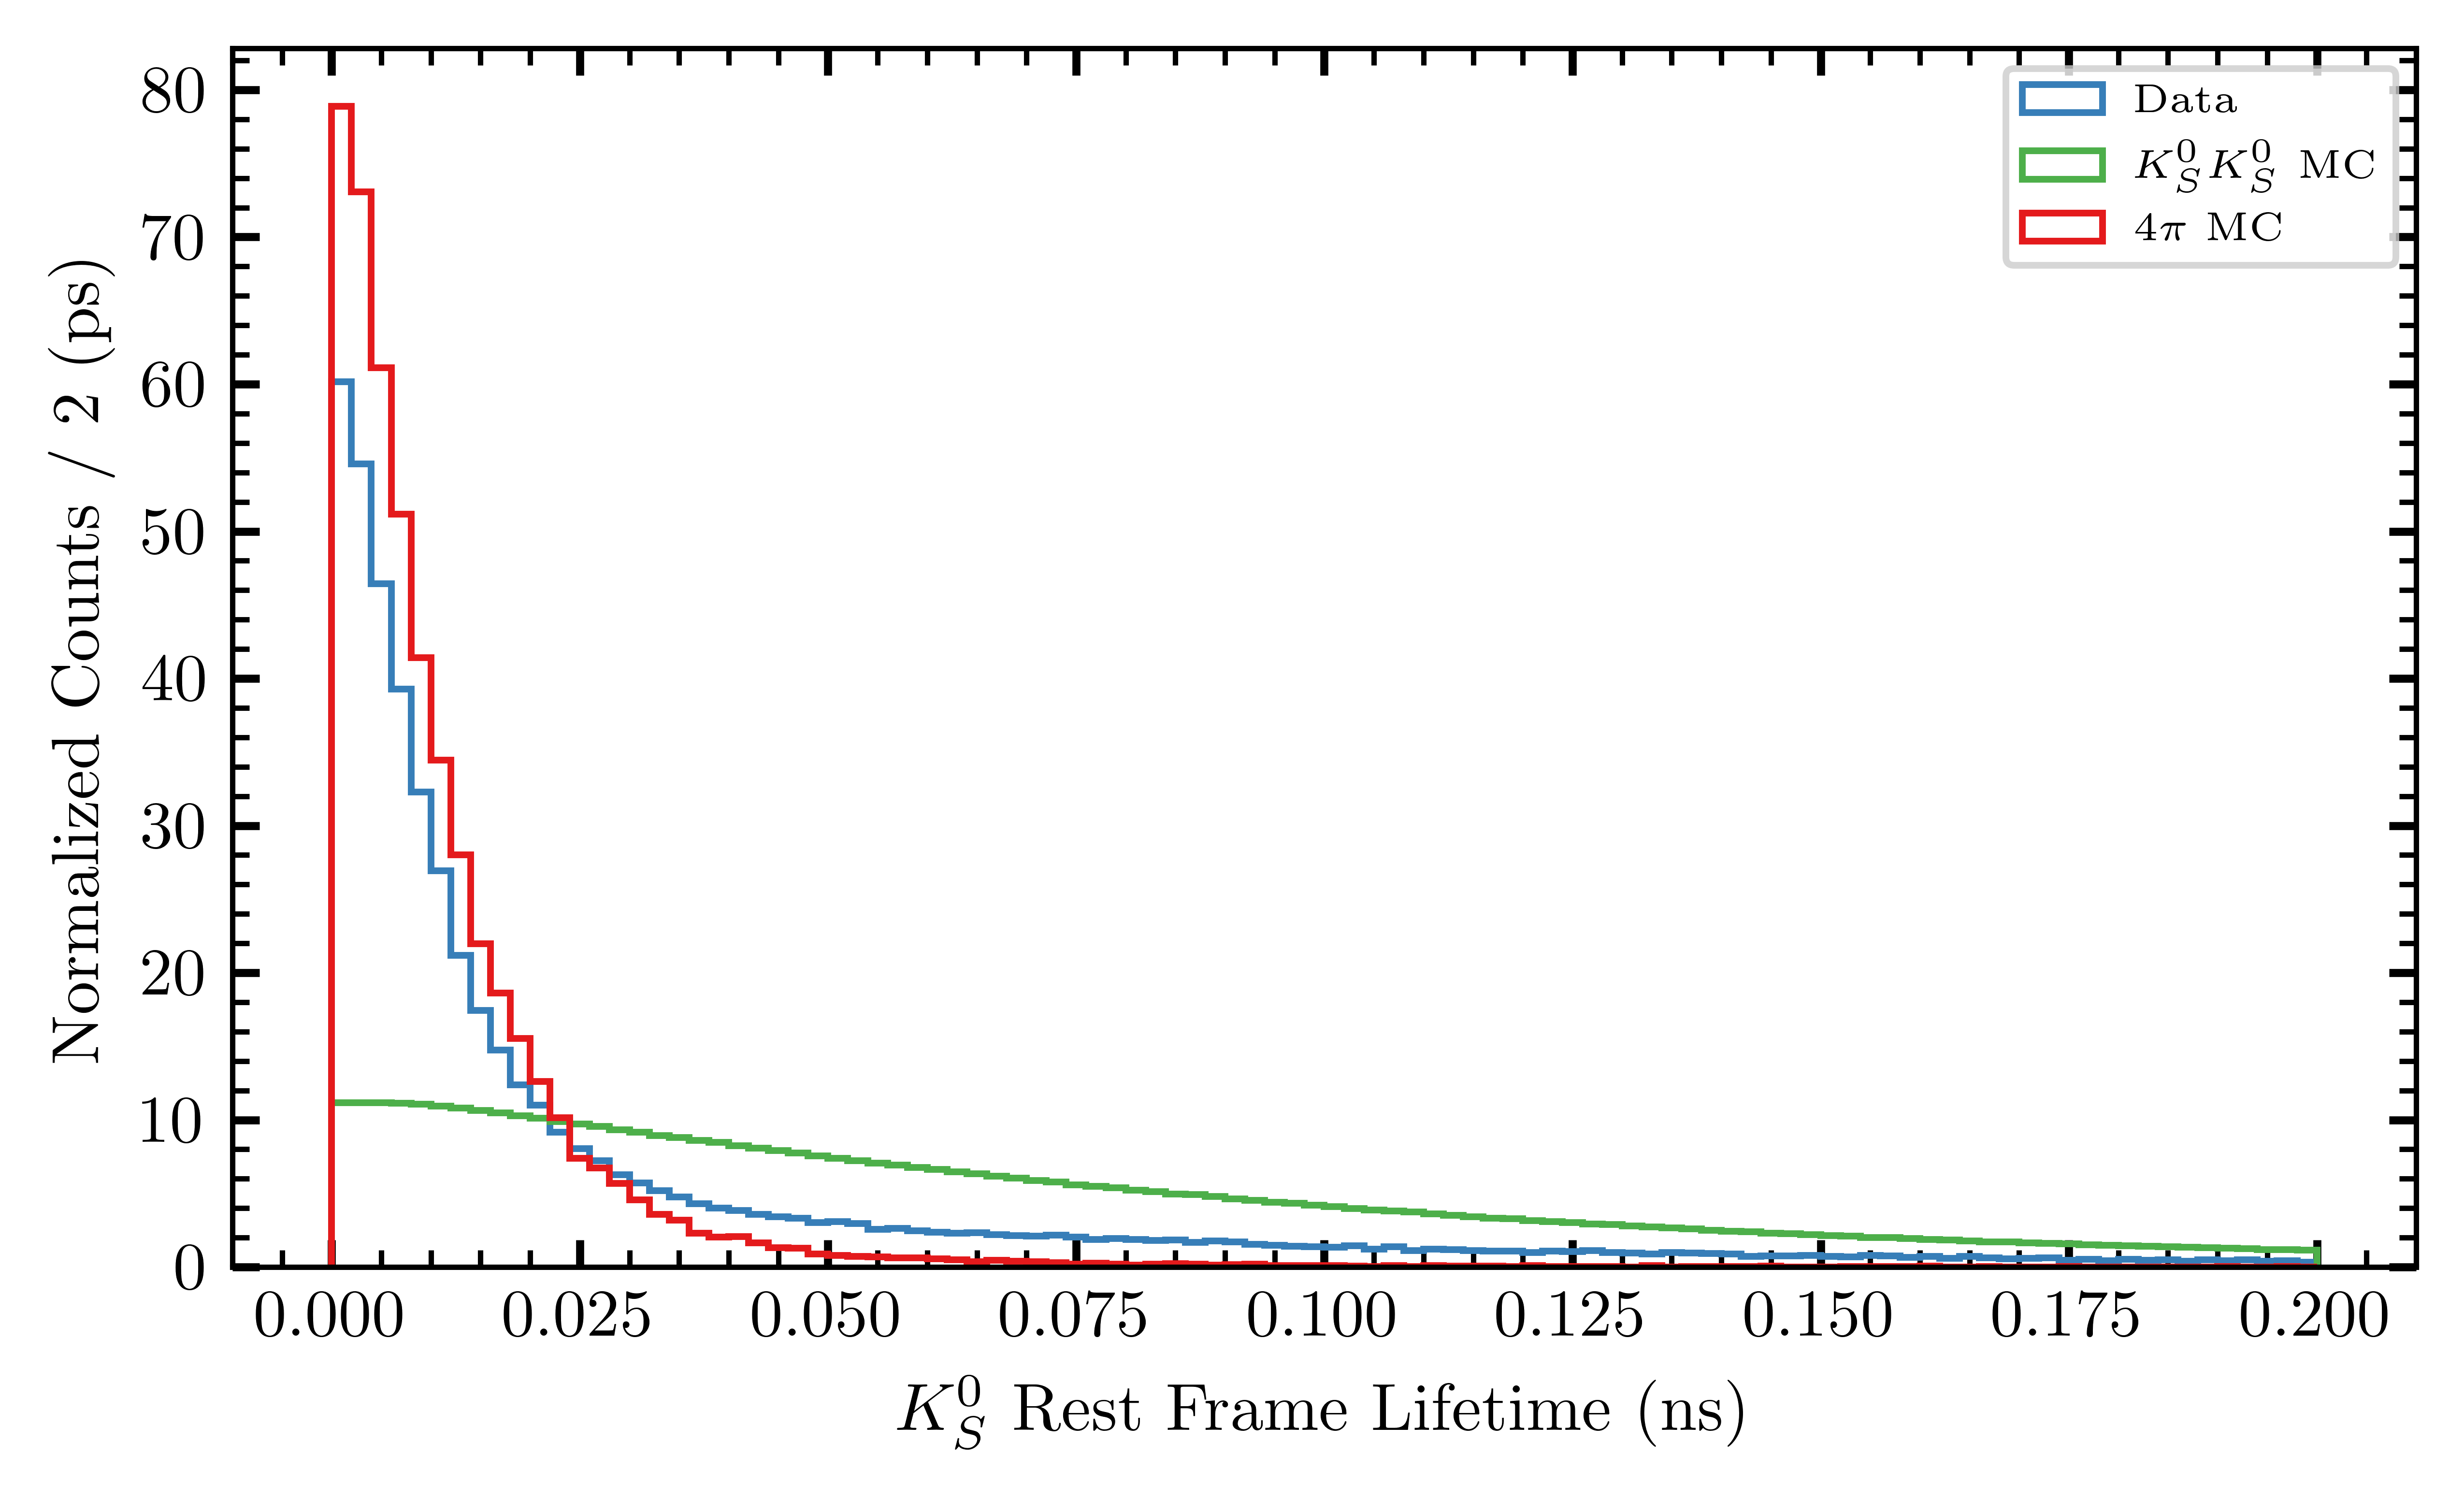 Normalized Counts / 2 (ps)
80
70
60
50
40
30
20
10
0
Data
K_S^0 K_S^0 MC
4π MC
0.000 0.025 0.050 0.075 0.100 0.125 0.150 0.175 0.200
K_S^0 Rest Frame Lifetime (ns)